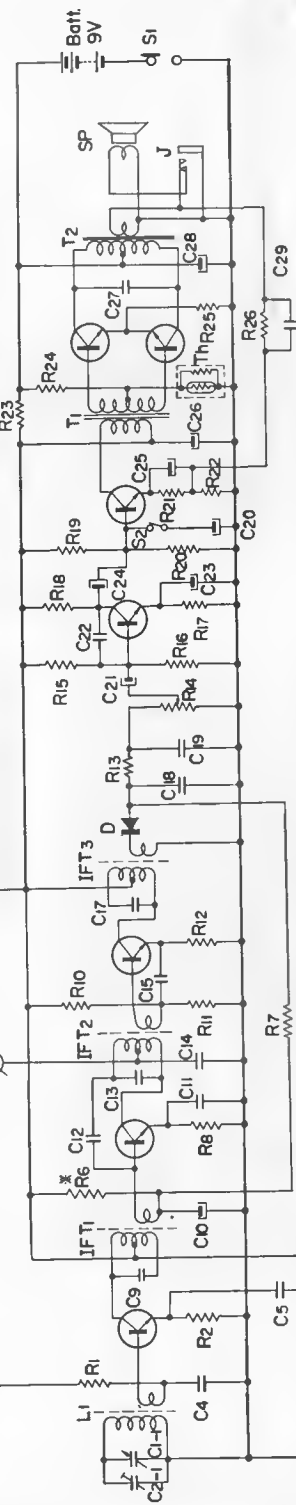 Batt.
9V
S1
SP
J
T2
C28
C27
R25
Th
R26
C29
R24
R23
T1
C26
C25
R22
R21
S2
R19
R20
C20
C24
R18
C23
C22
R17
R16
R15
C21
R14
R13
C19
C18
D
IFT3
C17
R12
R10
C15
R11
R7
IFT2
C14
C13
C11
C12
R8
*
R6
C10
IFT1
C9
C5
R2
R1
C4
L1
C1-1
C2-1